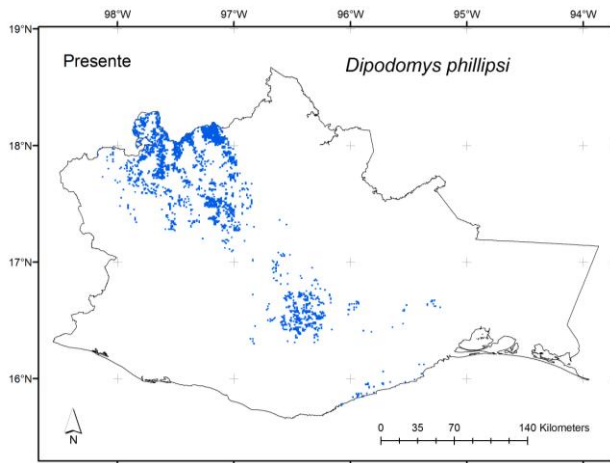 98°W 97°W 96°W 95°W 94°W
19°N
Presente
Dipodomys phillipsi
18°N
17°N
16°N
N
0 35 70 140 Kilometers